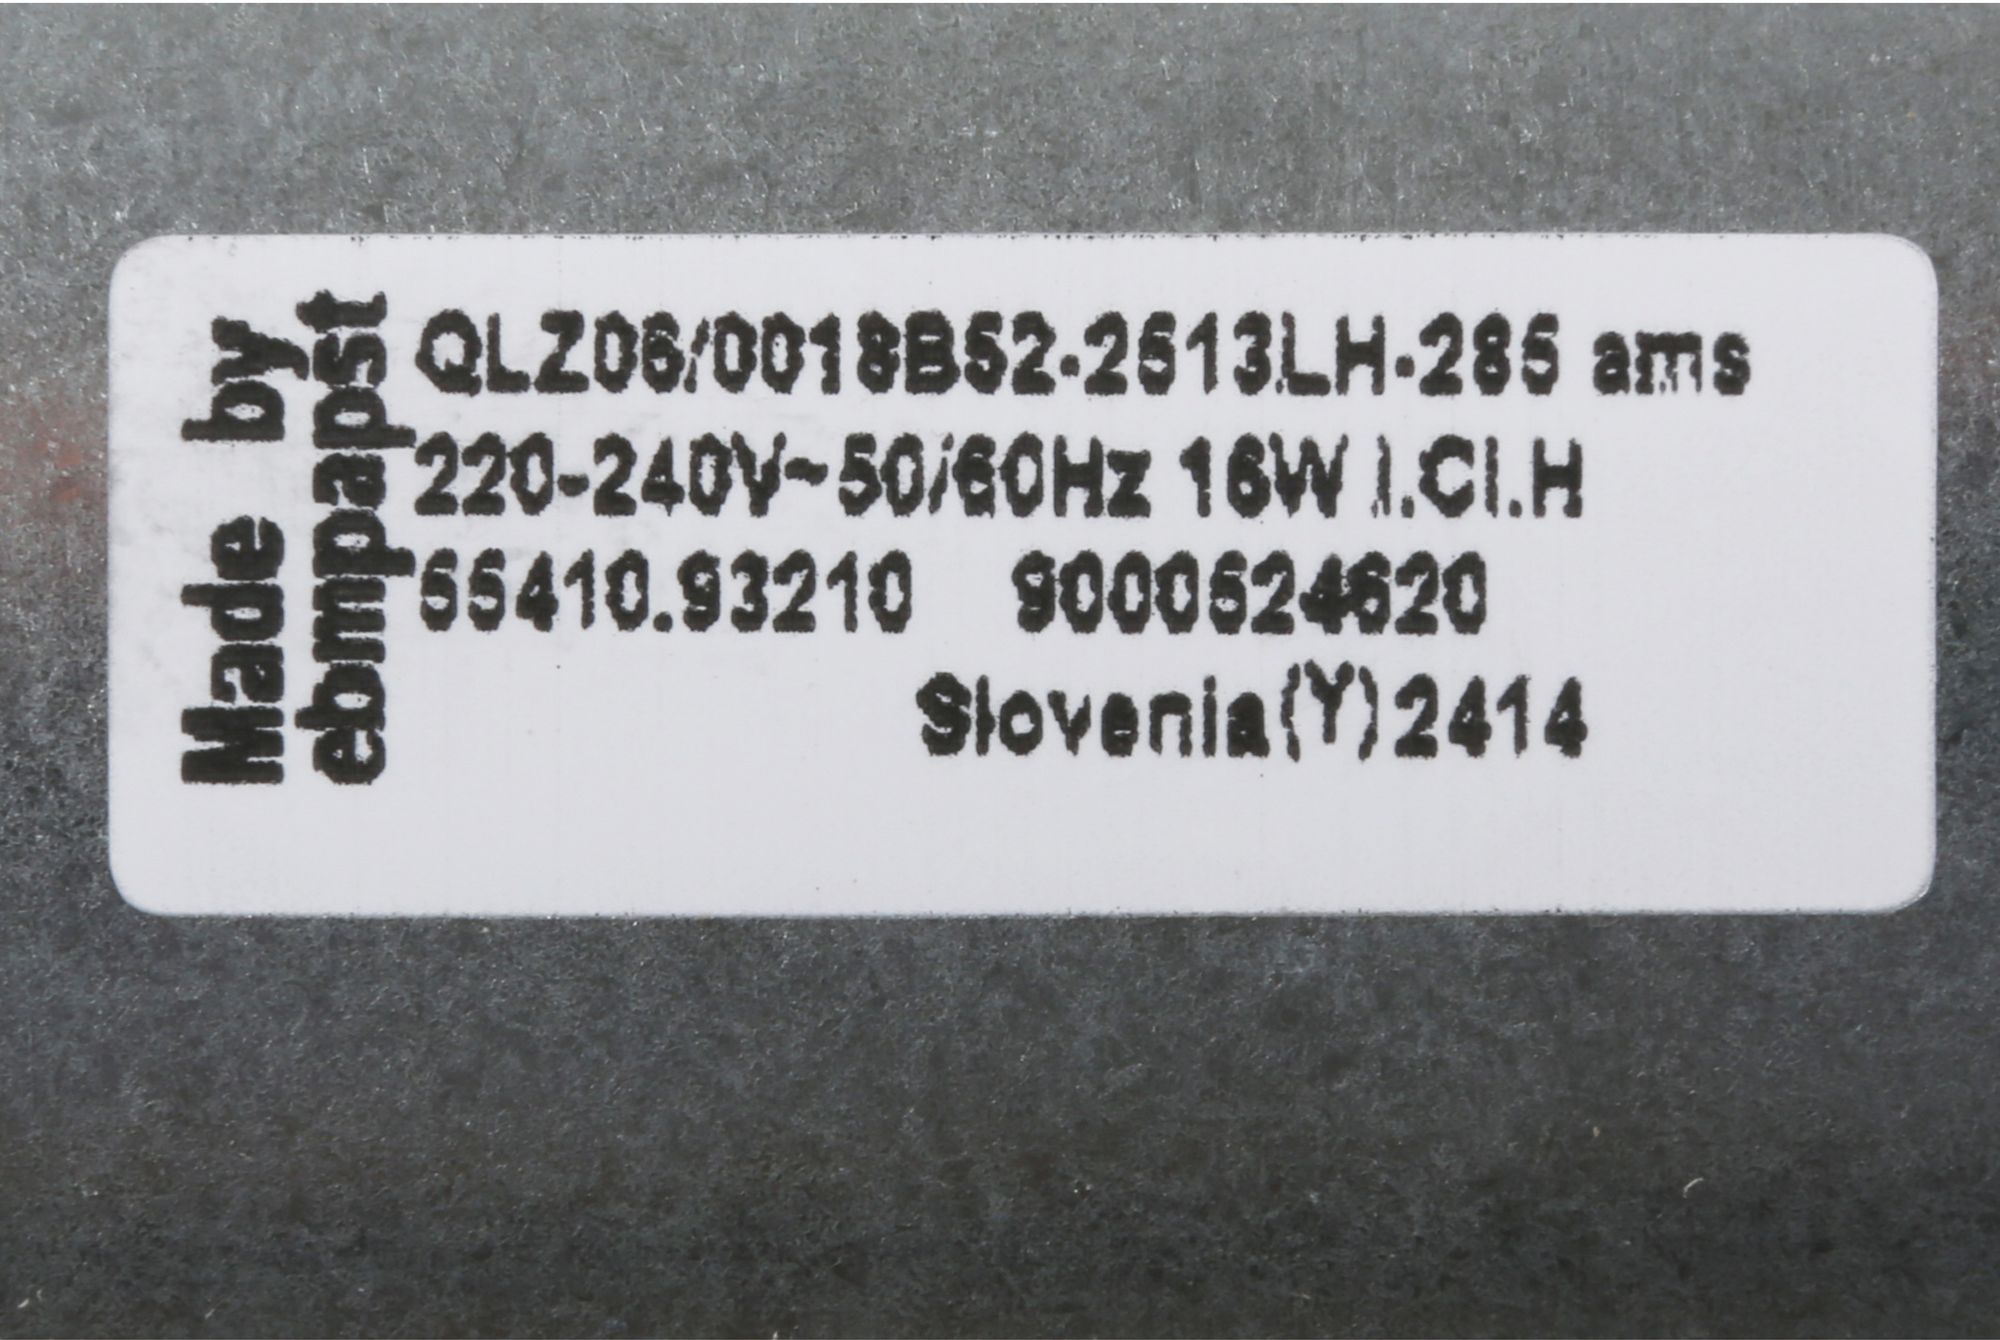 Made by
ebmpapst
QLZ06/0018B52-2513LH-285 ams
220-240V~50/60Hz 16W I.Cl.H
55410.93210 9000524620
Slovenia(Y)2414